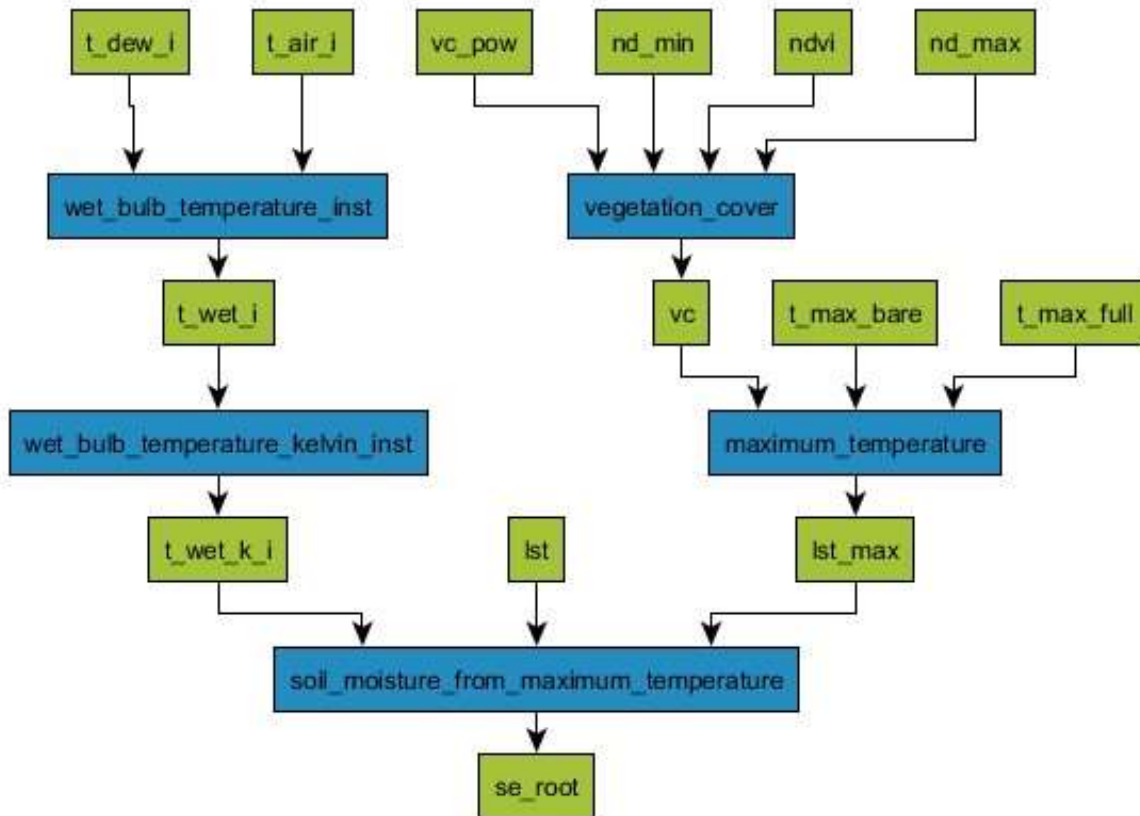 t_dew_i
t_air_i
vc_pow
nd_min
ndvi
nd_max
wet_bulb_temperature_inst
vegetation_cover
t_wet_i
vc
t_max_bare
t_max_full
wet_bulb_temperature_kelvin_inst
maximum_temperature
t_wet_k_i
lst
lst_max
soil_moisture_from_maximum_temperature
se_root